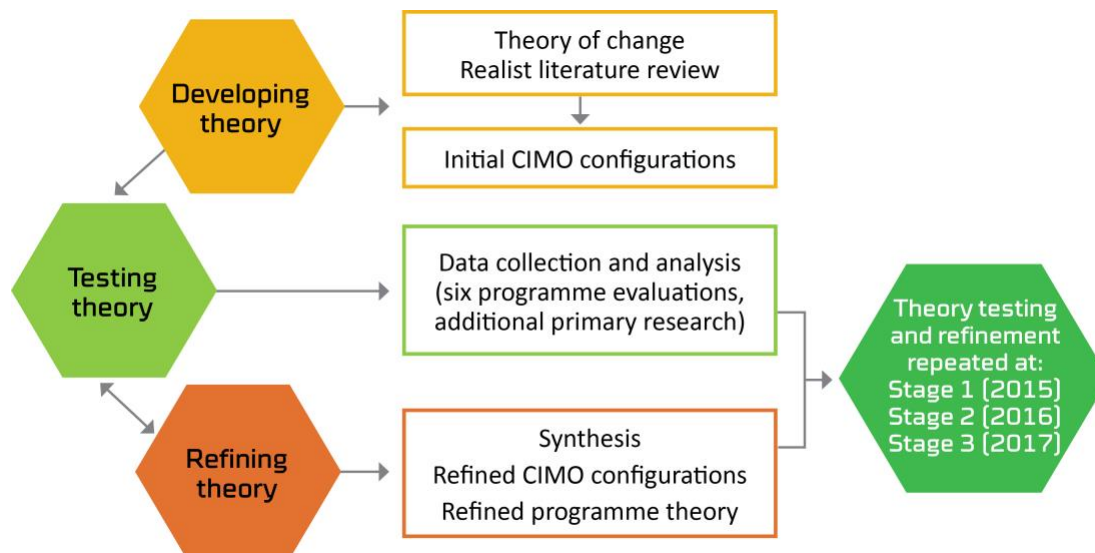 Developing
theory
Theory of change
Realist literature review
Initial CIMO configurations
Testing
theory
Data collection and analysis
(six programme evaluations,
additional primary research)
Theory testing
and refinement
repeated at:
Stage 1 (2015)
Stage 2 (2016)
Stage 3 (2017)
Refining
theory
Synthesis
Refined CIMO configurations
Refined programme theory